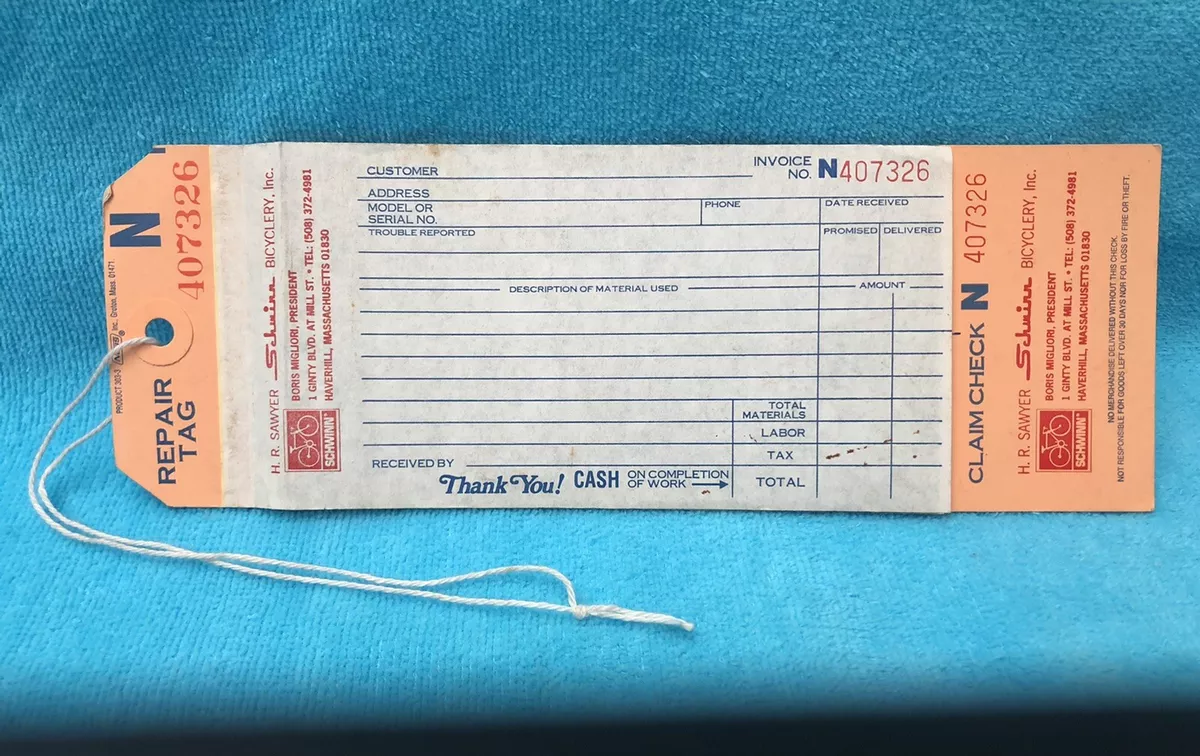 N
407326
PRODUCT 303-3 NEBS Inc. Groton, Mass. 01471.
REPAIR
TAG
H. R. SAWYER Schwinn BICYCLERY, Inc.
SCHWINN
BORIS MIGLIORI, PRESIDENT
1 GINTY BLVD. AT MILL ST. • TEL: (508) 372-4981
HAVERHILL, MASSACHUSETTS 01830
CUSTOMER
INVOICE
NO. N407326
ADDRESS
MODEL OR
SERIAL NO.
PHONE
DATE RECEIVED
TROUBLE REPORTED
PROMISED DELIVERED
DESCRIPTION OF MATERIAL USED
AMOUNT
TOTAL
MATERIALS
LABOR
TAX
RECEIVED BY
Thank You! CASH ON COMPLETION
OF WORK
TOTAL
CLAIM CHECK N 407326
H. R. SAWYER Schwinn BICYCLERY, Inc.
SCHWINN
BORIS MIGLIORI, PRESIDENT
1 GINTY BLVD. AT MILL ST. • TEL: (508) 372-4981
HAVERHILL, MASSACHUSETTS 01830
NO MERCHANDISE DELIVERED WITHOUT THIS CHECK.
NOT RESPONSIBLE FOR GOODS LEFT OVER 30 DAYS NOR FOR LOSS BY FIRE OR THEFT.